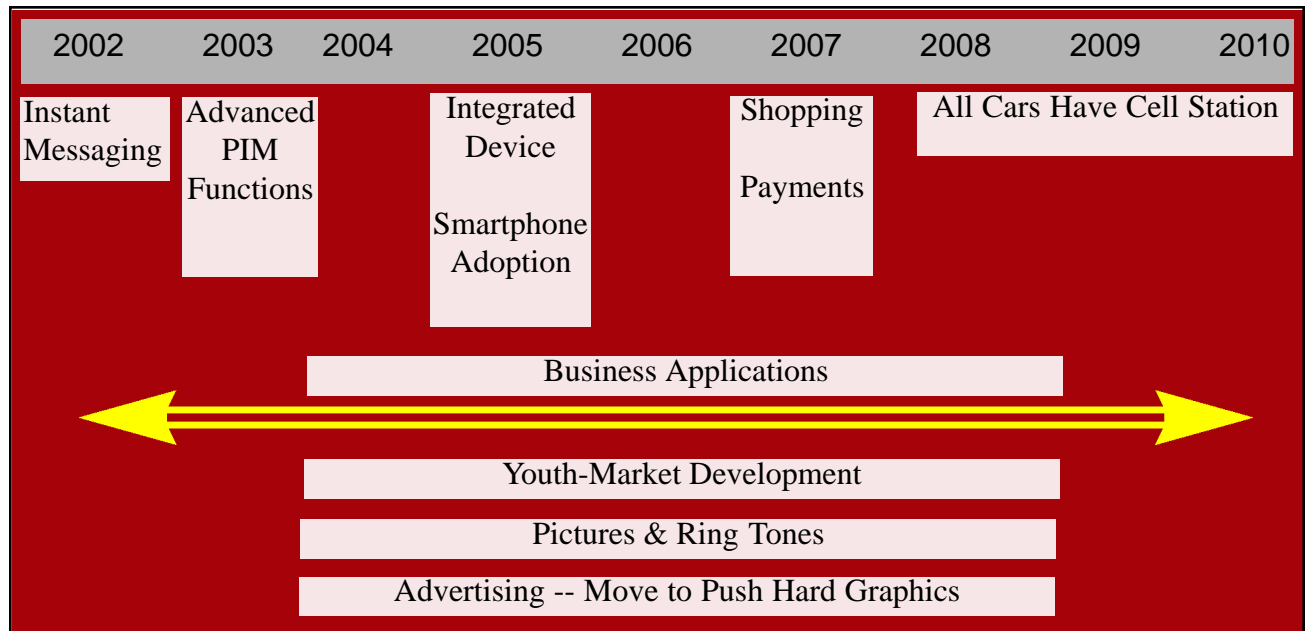 2002 2003 2004 2005 2006 2007 2008 2009 2010
Instant
Messaging
Advanced
PIM
Functions
Integrated
Device
Smartphone
Adoption
Shopping
Payments
All Cars Have Cell Station
Business Applications
Youth-Market Development
Pictures & Ring Tones
Advertising -- Move to Push Hard Graphics